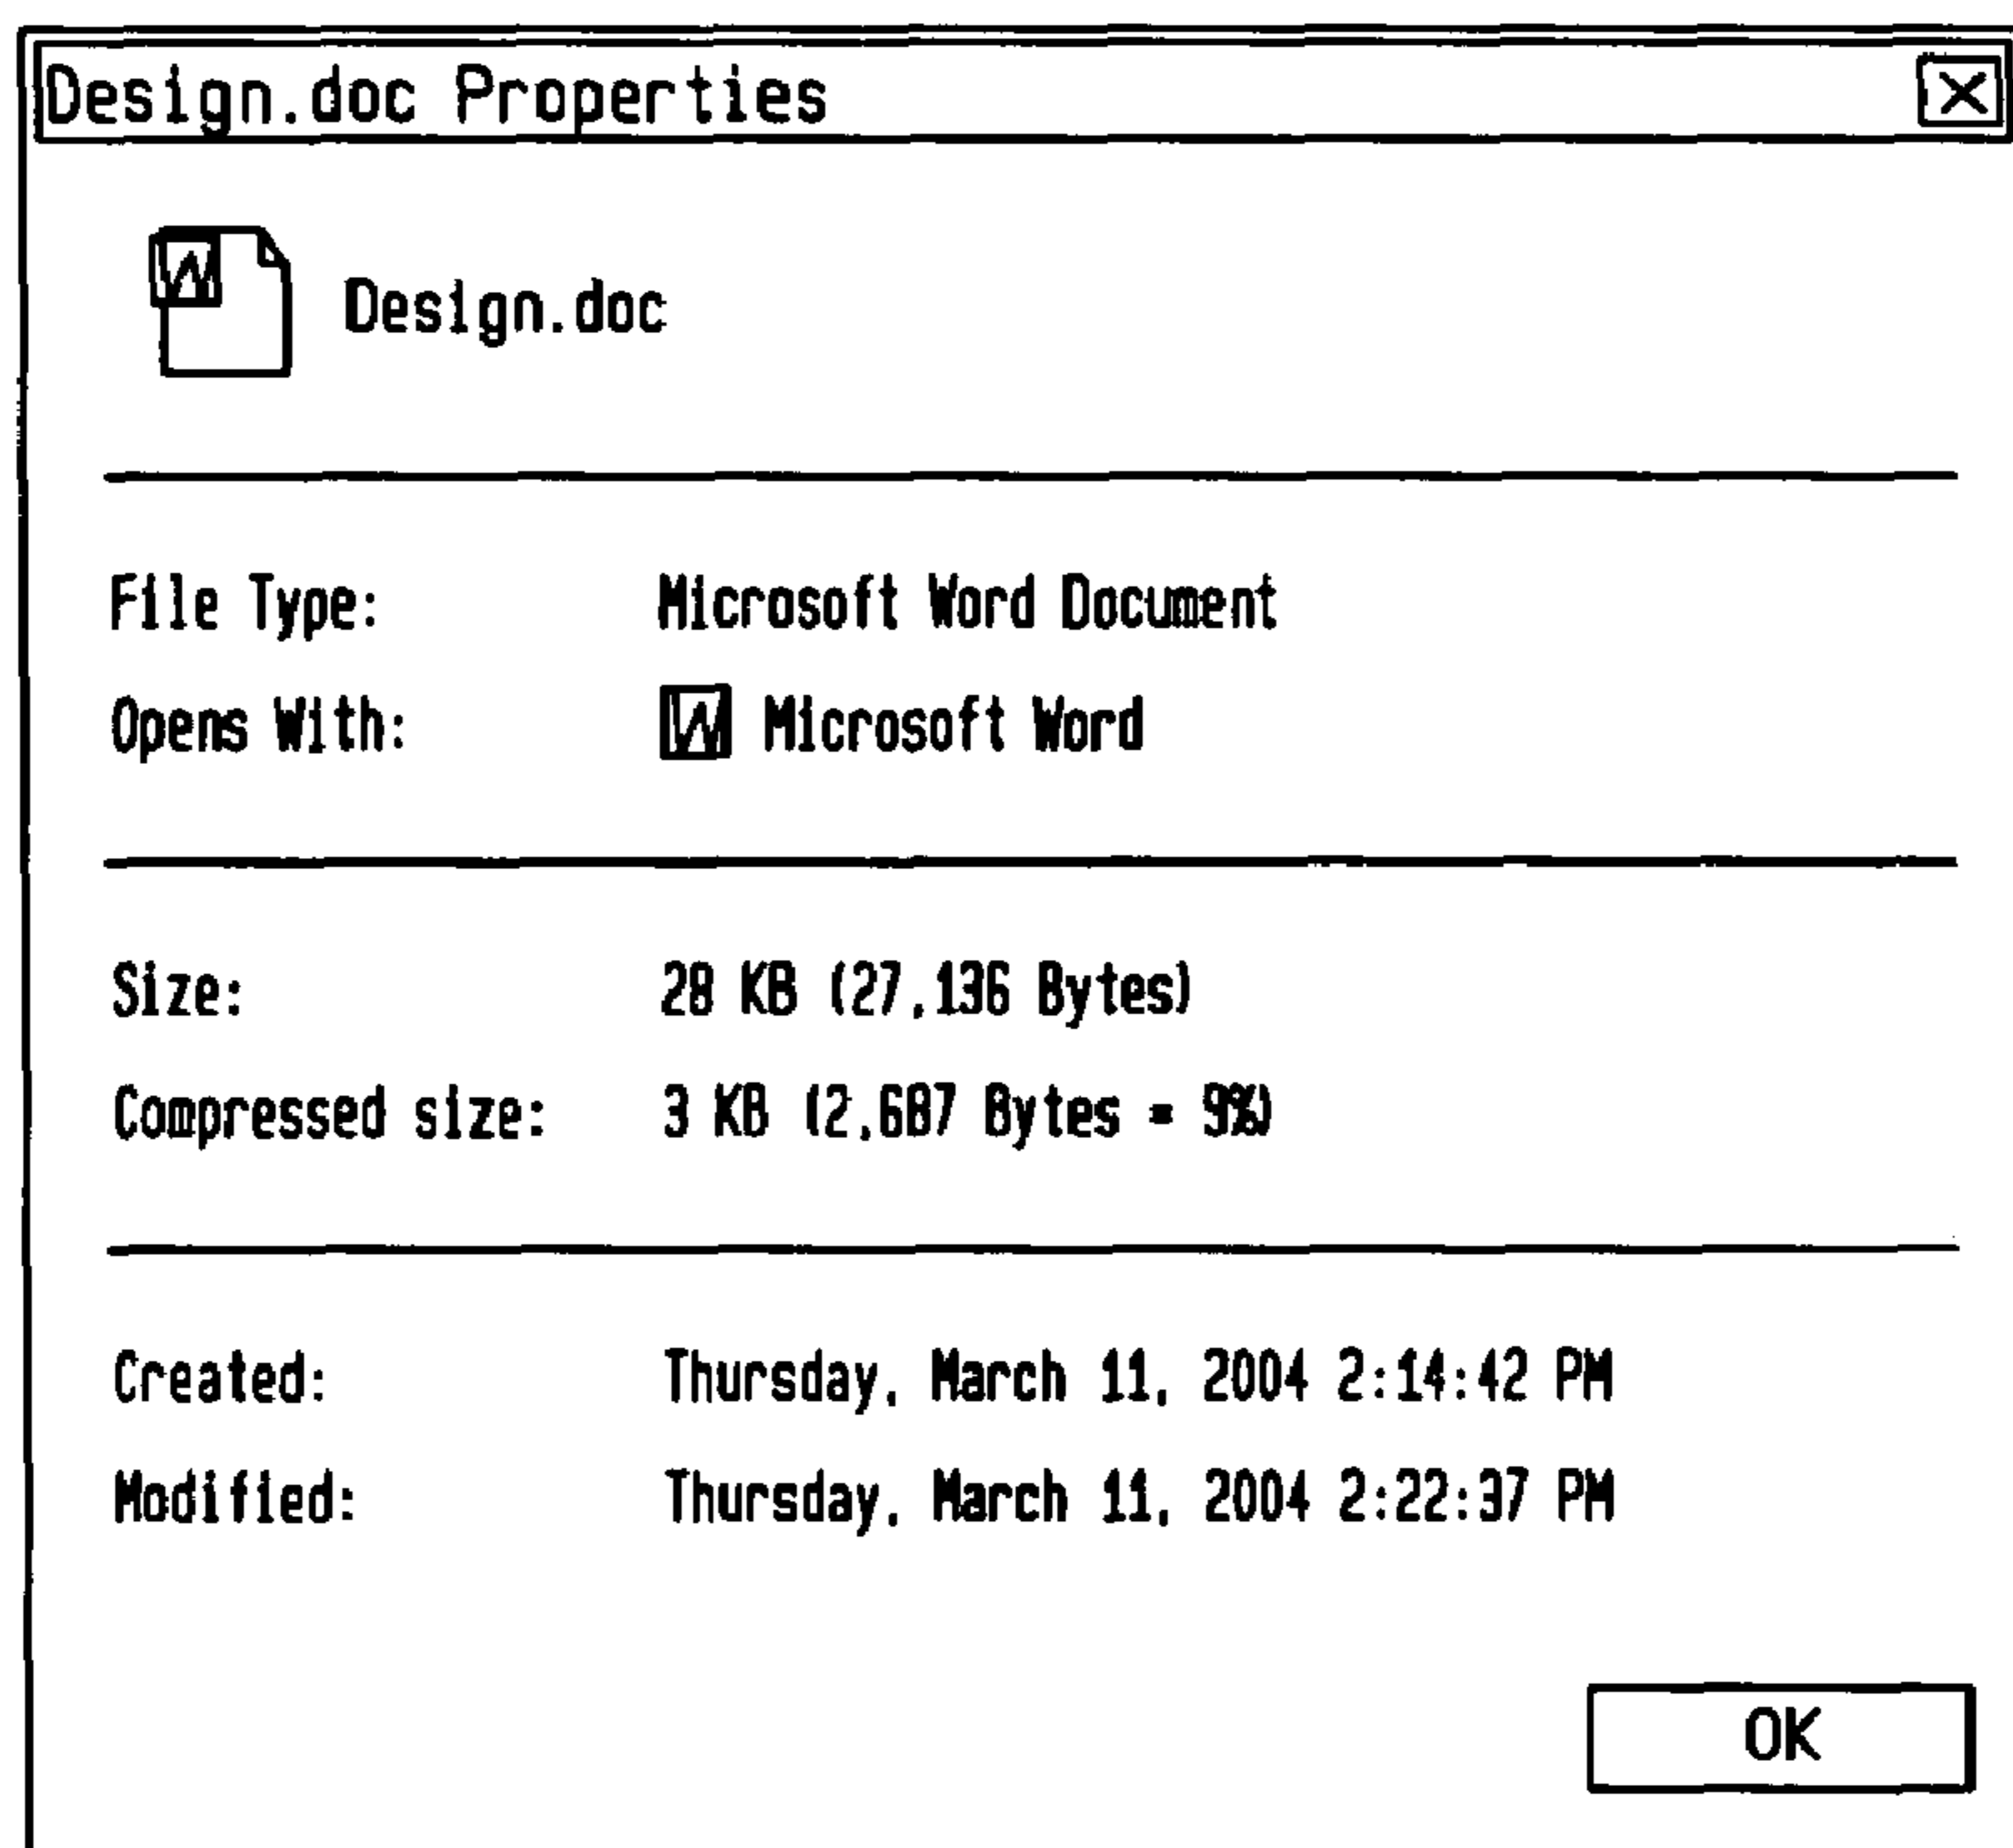 Design.doc Properties
Design.doc
File Type: Microsoft Word Document
Opens With: Microsoft Word
Size: 28 KB (27,136 Bytes)
Compressed size: 3 KB (2,687 Bytes = 9%)
Created: Thursday, March 11, 2004 2:14:42 PM
Modified: Thursday, March 11, 2004 2:22:37 PM
OK